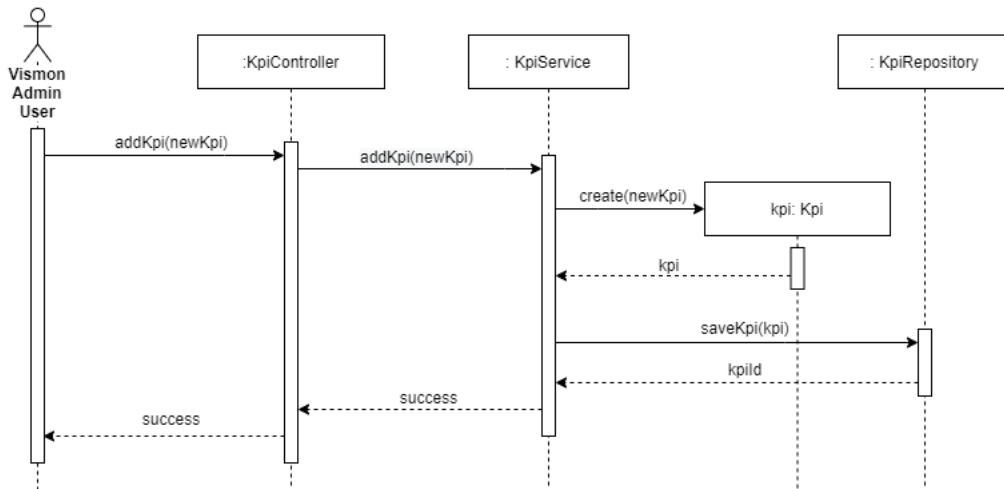 Vismon
Admin
User
:KpiController
: KpiService
: KpiRepository
addKpi(newKpi)
addKpi(newKpi)
create(newKpi)
kpi: Kpi
kpi
saveKpi(kpi)
kpiId
success
success